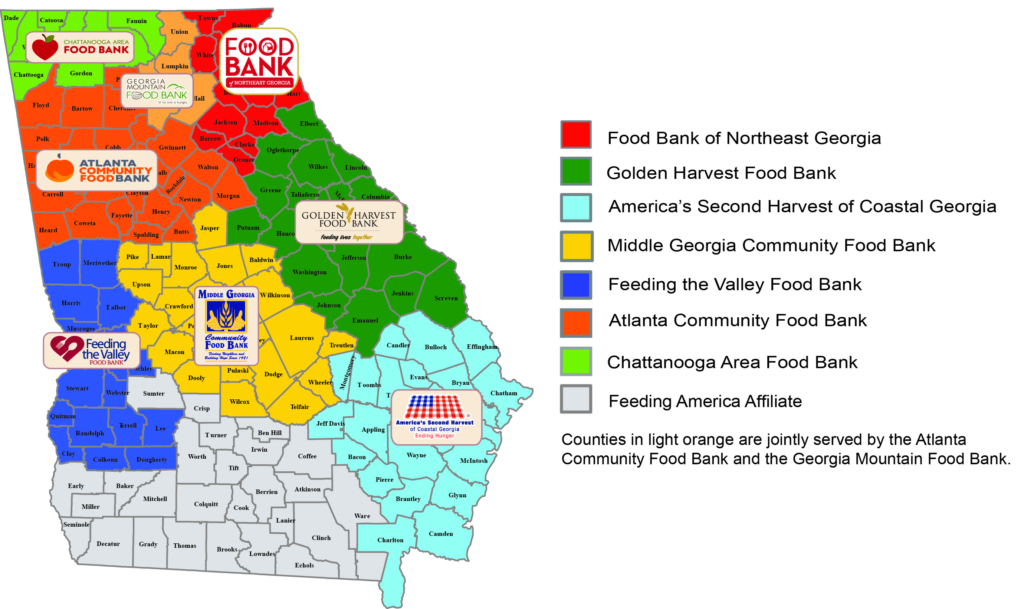 Dade
Catoosa
Fannin
Towns
Rabun
Union
CHATTANOOGA AREA
FOOD BANK
FOOD
BANK
of NORTHEAST GEORGIA
White
Lumpkin
Chattooga
Gordon
GEORGIA
MOUNTAIN
FOOD BANK
Hall
Hart
Floyd
Bartow
Cherokee
Jackson
Madison
Elbert
Polk
Cobb
Gwinnett
Barrow
Clarke
Oconee
Oglethorpe
ATLANTA
COMMUNITY
FOODBANK
Walton
Wilkes
Lincoln
Carroll
Clayton
Rockdale
Newton
Morgan
Greene
Taliaferro
Columbia
Heard
Coweta
Fayette
Henry
Spalding
Butts
Jasper
Putnam
Hancock
GOLDEN HARVEST
FOOD BANK
Feeding lives together
Troup
Meriwether
Pike
Lamar
Monroe
Jones
Baldwin
Jefferson
Burke
Washington
Upson
Wilkinson
Jenkins
Screven
Harris
Talbot
Crawford
Johnson
Emanuel
MIDDLE GEORGIA
Community
FOOD BANK
Feeding Neighbors and
Building Hope Since 1981
Muscogee
Taylor
Laurens
Treutlen
Candler
Bullock
Effingham
Feeding
the Valley
FOOD BANK
Macon
Pulaski
Dodge
Wheeler
Montgomery
Toombs
Evans
Bryan
Chatham
Stewart
Webster
Sumter
Dooly
Crisp
Wilcox
Telfair
Quitman
Randolph
Terrell
Lee
Turner
Ben Hill
Irwin
Coffee
Jeff Davis
Appling
America's Second Harvest
of Coastal Georgia
Ending Hunger
Clay
Calhoun
Dougherty
Worth
Tift
Bacon
Wayne
McIntosh
Early
Baker
Mitchell
Miller
Colquitt
Cook
Berrien
Atkinson
Ware
Pierce
Brantley
Glynn
Seminole
Decatur
Grady
Thomas
Brooks
Lowndes
Lanier
Clinch
Echols
Charlton
Camden
Food Bank of Northeast Georgia
Golden Harvest Food Bank
America's Second Harvest of Coastal Georgia
Middle Georgia Community Food Bank
Feeding the Valley Food Bank
Atlanta Community Food Bank
Chattanooga Area Food Bank
Feeding America Affiliate
Counties in light orange are jointly served by the Atlanta
Community Food Bank and the Georgia Mountain Food Bank.